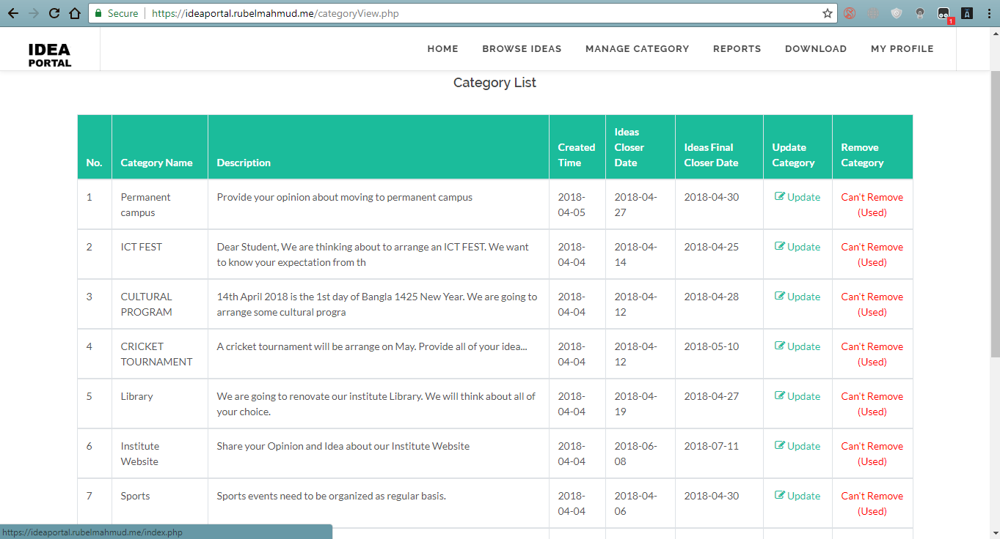 Secure
https://ideaportal.rubelmahmud.me/categoryView.php
1
IDEA
PORTAL
HOME
BROWSE IDEAS
MANAGE CATEGORY
REPORTS
DOWNLOAD
MY PROFILE
Category List
No.
Category Name
Description
Created
Time
Ideas
Closer
Date
Ideas Final
Closer Date
Update
Category
Remove
Category
1
Permanent
campus
Provide your opinion about moving to permanent campus
2018-
04-05
2018-04-
27
2018-04-30
Update
Can't Remove
(Used)
2
ICT FEST
Dear Student, We are thinking about to arrange an ICT FEST. We want
to know your expectation from th
2018-
04-04
2018-04-
14
2018-04-25
Update
Can't Remove
(Used)
3
CULTURAL
PROGRAM
14th April 2018 is the 1st day of Bangla 1425 New Year. We are going to
arrange some cultural progra
2018-
04-04
2018-04-
12
2018-04-28
Update
Can't Remove
(Used)
4
CRICKET
TOURNAMENT
A cricket tournament will be arrange on May. Provide all of your idea...
2018-
04-04
2018-04-
12
2018-05-10
Update
Can't Remove
(Used)
5
Library
We are going to renovate our institute Library. We will think about all of
your choice.
2018-
04-04
2018-04-
19
2018-04-27
Update
Can't Remove
(Used)
6
Institute
Website
Share your Opinion and Idea about our Institute Website
2018-
04-04
2018-06-
08
2018-07-11
Update
Can't Remove
(Used)
7
Sports
Sports events need to be organized as regular basis.
2018-
04-04
2018-04-
06
2018-04-30
Update
Can't Remove
(Used)
https://ideaportal.rubelmahmud.me/index.php